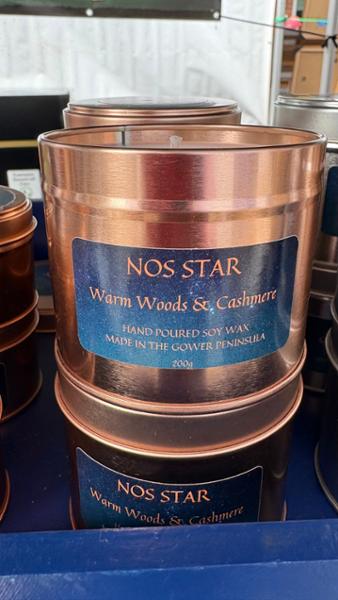 NOS STAR
Warm Woods & Cashmere
HAND POURED SOY WAX
MADE IN THE GOWER PENINSULA
200g
NOS STAR
Warm Woods & Cashmere